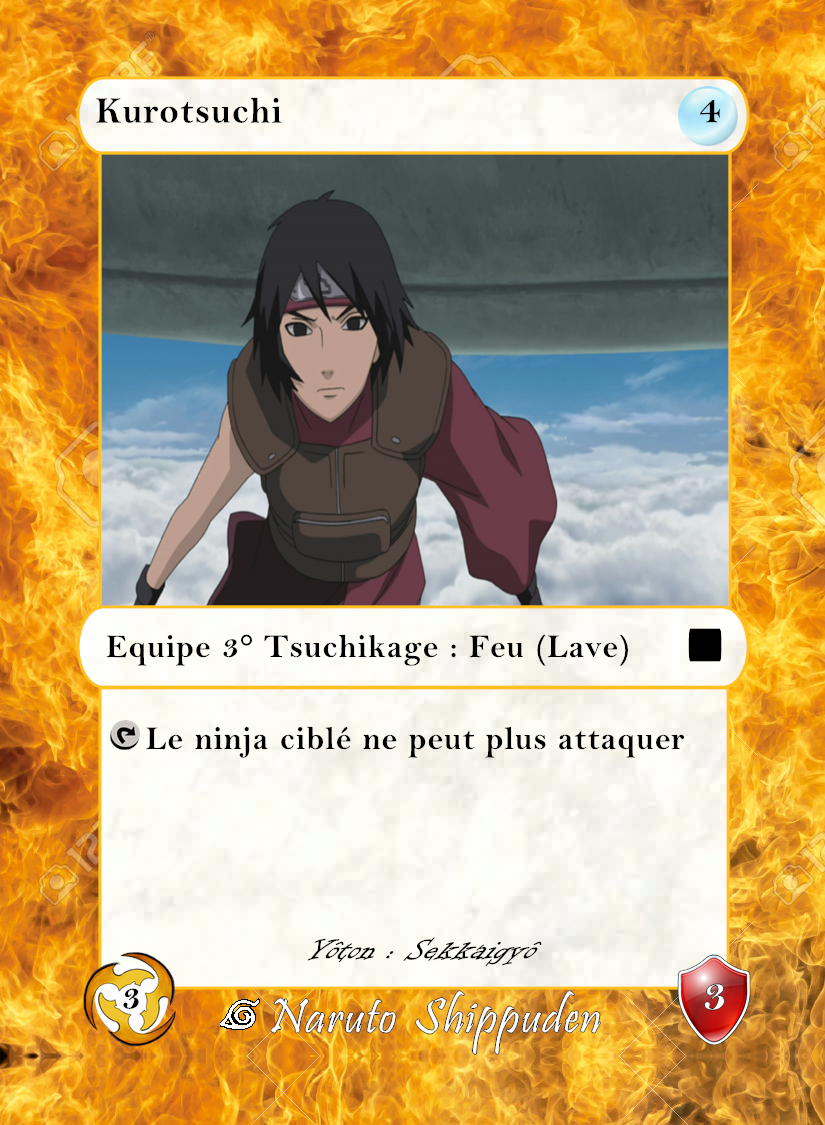 Kurotsuchi
4
Equipe 3° Tsuchikage : Feu (Lave)
Le ninja ciblé ne peut plus attaquer
Yôton : Sekkaigyô
3
Naruto Shippuden
3